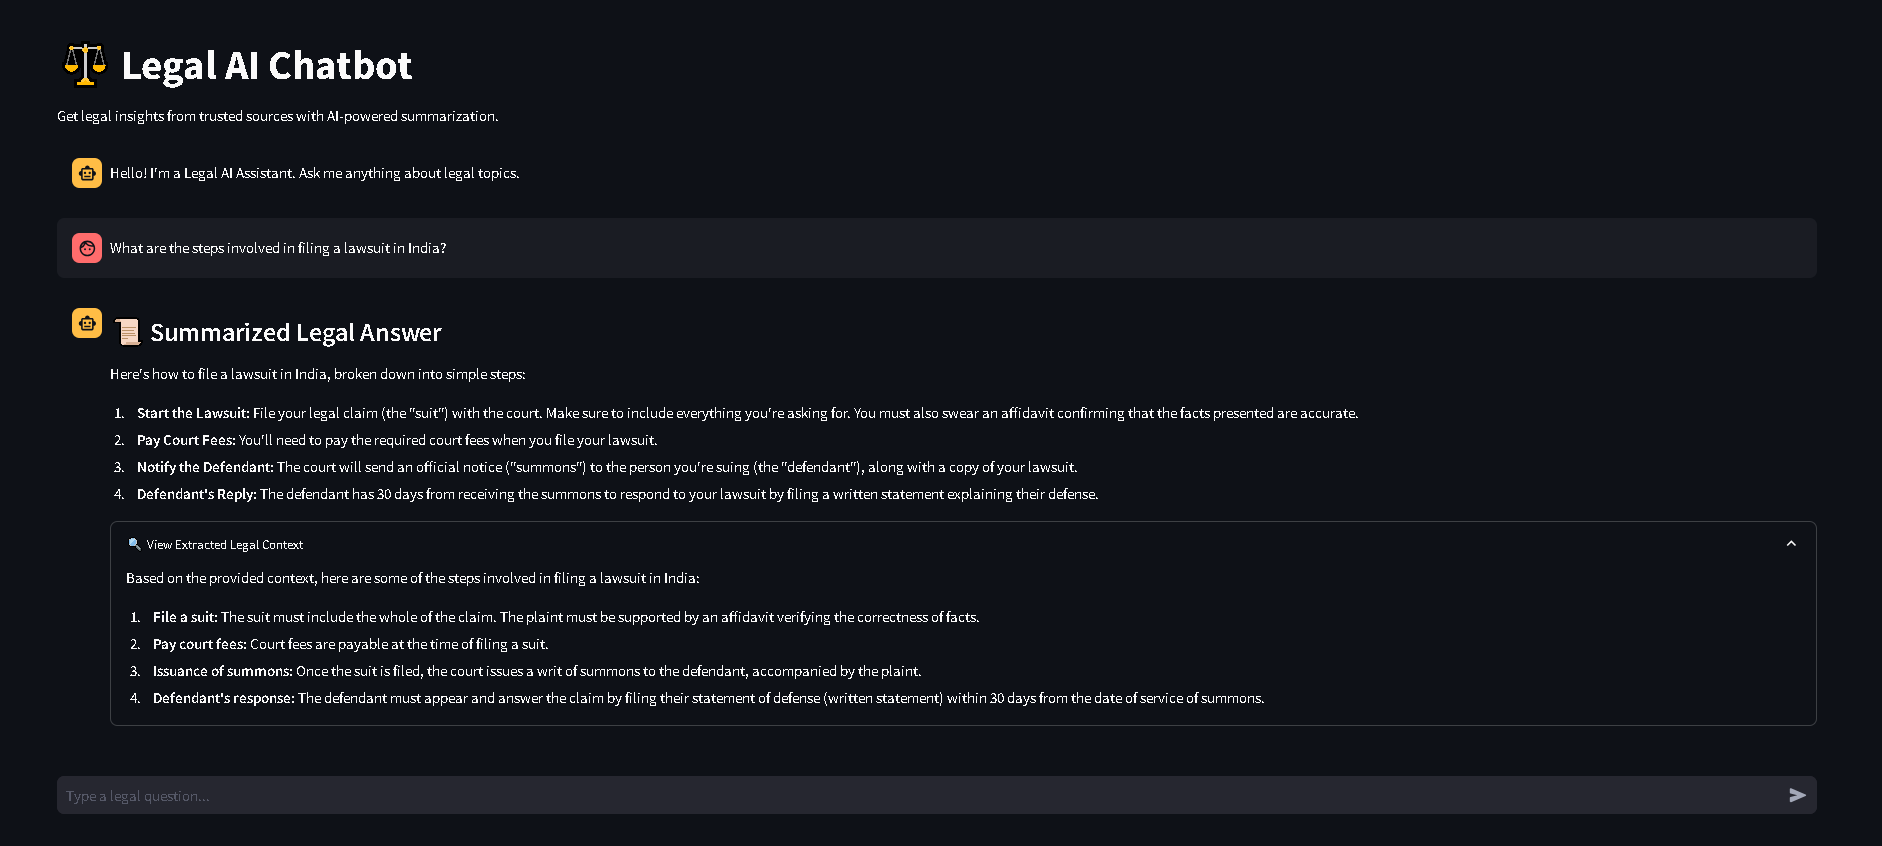 Legal AI Chatbot
Get legal insights from trusted sources with AI-powered summarization.
Hello! I'm a Legal AI Assistant. Ask me anything about legal topics.
What are the steps involved in filing a lawsuit in India?
Summarized Legal Answer
Here's how to file a lawsuit in India, broken down into simple steps:
1. Start the Lawsuit: File your legal claim (the "suit") with the court. Make sure to include everything you're asking for. You must also swear an affidavit confirming that the facts presented are accurate.
2. Pay Court Fees: You'll need to pay the required court fees when you file your lawsuit.
3. Notify the Defendant: The court will send an official notice ("summons") to the person you're suing (the "defendant"), along with a copy of your lawsuit.
4. Defendant's Reply: The defendant has 30 days from receiving the summons to respond to your lawsuit by filing a written statement explaining their defense.
View Extracted Legal Context
Based on the provided context, here are some of the steps involved in filing a lawsuit in India:
1. File a suit: The suit must include the whole of the claim. The plaint must be supported by an affidavit verifying the correctness of facts.
2. Pay court fees: Court fees are payable at the time of filing a suit.
3. Issuance of summons: Once the suit is filed, the court issues a writ of summons to the defendant, accompanied by the plaint.
4. Defendant's response: The defendant must appear and answer the claim by filing their statement of defense (written statement) within 30 days from the date of service of summons.
Type a legal question...